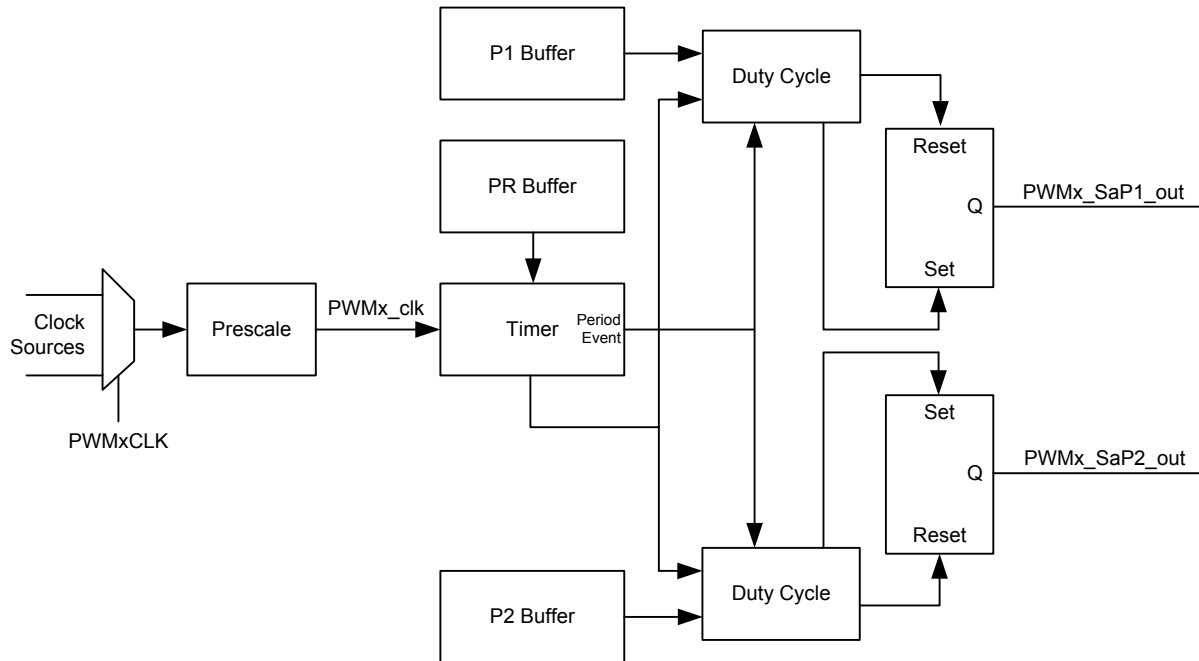 P1 Buffer
Duty Cycle
Reset
Q
PWMx_SaP1_out
Set
PR Buffer
Clock
Sources
PWMxCLK
Prescale
PWMx_clk
Timer
Period
Event
Set
Q
PWMx_SaP2_out
Reset
P2 Buffer
Duty Cycle